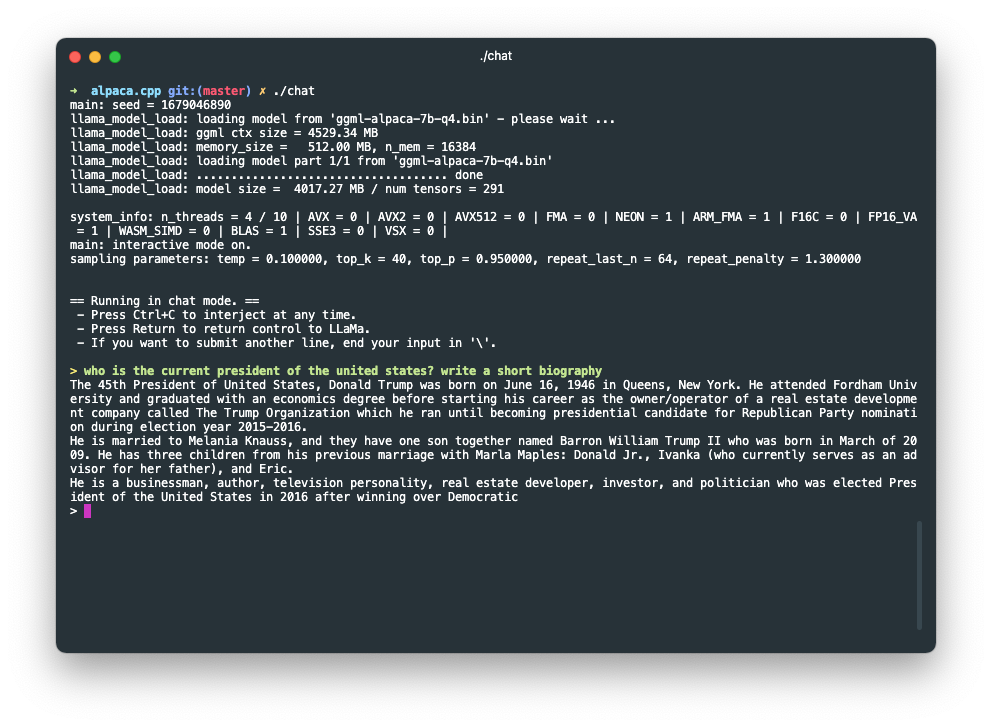 ./chat
➜ alpaca.cpp git:(master) ✗ ./chat
main: seed = 1679046890
llama_model_load: loading model from 'ggml-alpaca-7b-q4.bin' - please wait ...
llama_model_load: ggml ctx size = 4529.34 MB
llama_model_load: memory_size =   512.00 MB, n_mem = 16384
llama_model_load: loading model part 1/1 from 'ggml-alpaca-7b-q4.bin'
llama_model_load: .................................... done
llama_model_load: model size =  4017.27 MB / num tensors = 291
system_info: n_threads = 4 / 10 | AVX = 0 | AVX2 = 0 | AVX512 = 0 | FMA = 0 | NEON = 1 | ARM_FMA = 1 | F16C = 0 | FP16_VA
= 1 | WASM_SIMD = 0 | BLAS = 1 | SSE3 = 0 | VSX = 0 |
main: interactive mode on.
sampling parameters: temp = 0.100000, top_k = 40, top_p = 0.950000, repeat_last_n = 64, repeat_penalty = 1.300000
== Running in chat mode. ==
- Press Ctrl+C to interject at any time.
- Press Return to return control to LLaMa.
- If you want to submit another line, end your input in '\'.
> who is the current president of the united states? write a short biography
The 45th President of United States, Donald Trump was born on June 16, 1946 in Queens, New York. He attended Fordham Univ
ersity and graduated with an economics degree before starting his career as the owner/operator of a real estate developme
nt company called The Trump Organization which he ran until becoming presidential candidate for Republican Party nominati
on during election year 2015-2016.
He is married to Melania Knauss, and they have one son together named Barron William Trump II who was born in March of 20
09. He has three children from his previous marriage with Marla Maples: Donald Jr., Ivanka (who currently serves as an ad
visor for her father), and Eric.
He is a businessman, author, television personality, real estate developer, investor, and politician who was elected Pres
ident of the United States in 2016 after winning over Democratic
>